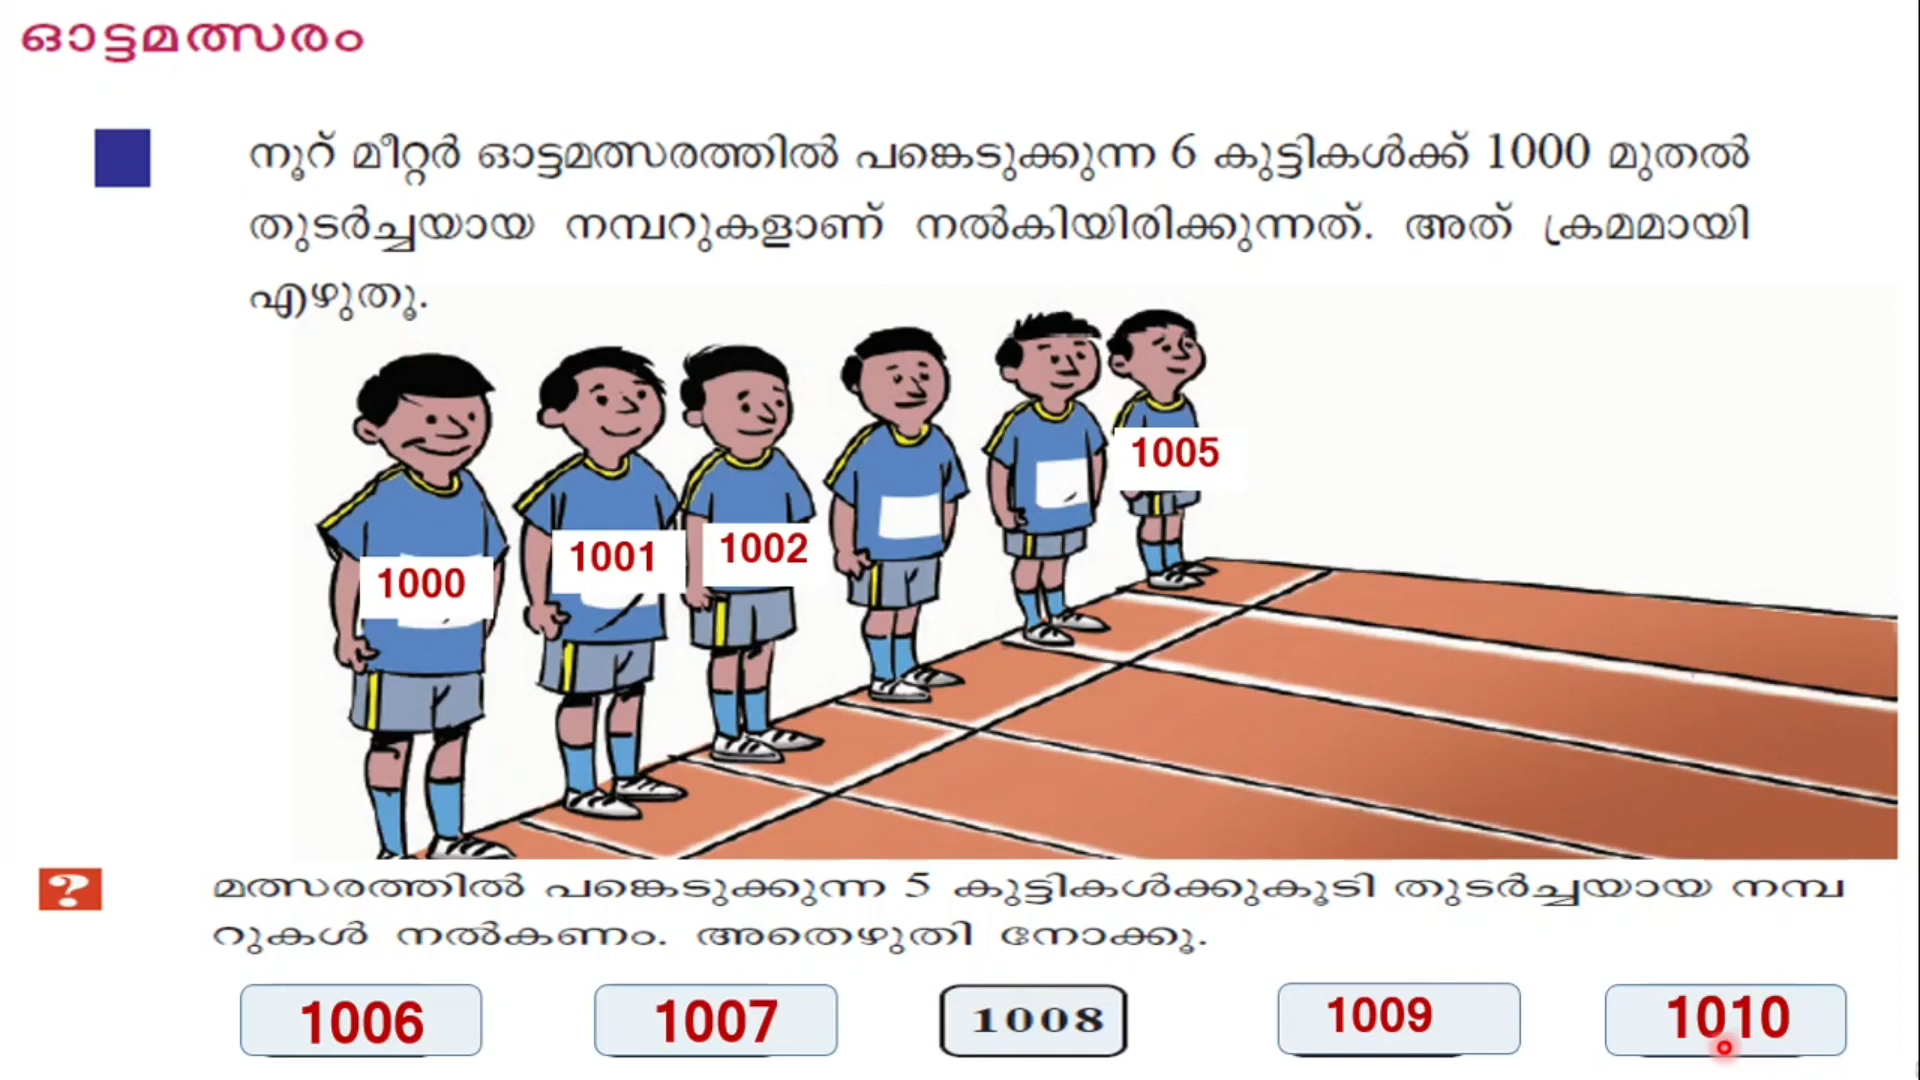 ഓട്ടമത്സരം
നൂറ് മീറ്റർ ഓട്ടമത്സരത്തിൽ പങ്കെടുക്കുന്ന 6 കുട്ടികൾക്ക് 1000 മുതൽ
തുടർച്ചയായ നമ്പറുകളാണ് നൽകിയിരിക്കുന്നത്. അത് ക്രമമായി
എഴുതൂ.
1000 1001 1002 1005
?
മത്സരത്തിൽ പങ്കെടുക്കുന്ന 5 കുട്ടികൾക്കുകൂടി തുടർച്ചയായ നമ്പ
റുകൾ നൽകണം. അതെഴുതി നോക്കൂ.
1006 1007 1008 1009 1010